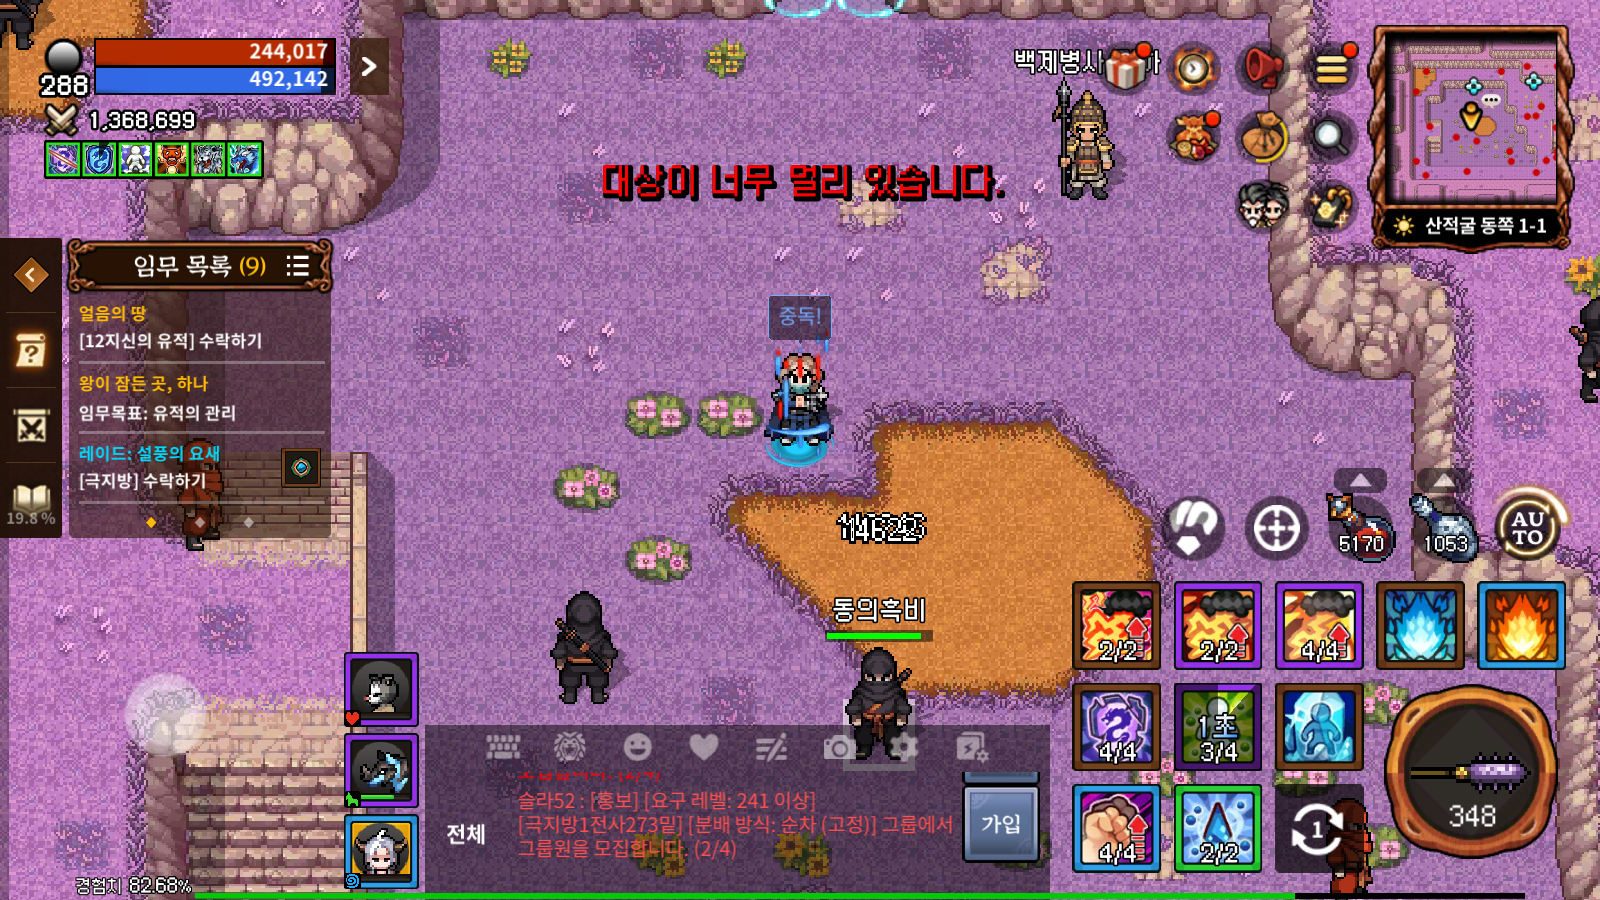 244,017
288
492,142
1,368,699
백제병사
대상이 너무 멀리 있습니다.
산적굴 동쪽 1-1
임무 목록 (9)
얼음의 땅
[12지신의 유적] 수락하기
왕이 잠든 곳, 하나
임무목표: 유적의 관리
레이드: 설풍의 요새
[극지방] 수락하기
19.8 %
중독!
동의흑비
5170
1053
AU
TO
2/2
2/2
4/4
4/4
1초
3/4
4/4
2/2
1
348
전체
슬라52 : [홍보] [요구 레벨: 241 이상]
[극지방1전사273밑] [분배 방식: 순차 (고정)] 그룹에서
그룹원을 모집합니다. (2/4)
가입
경험치 82.68%